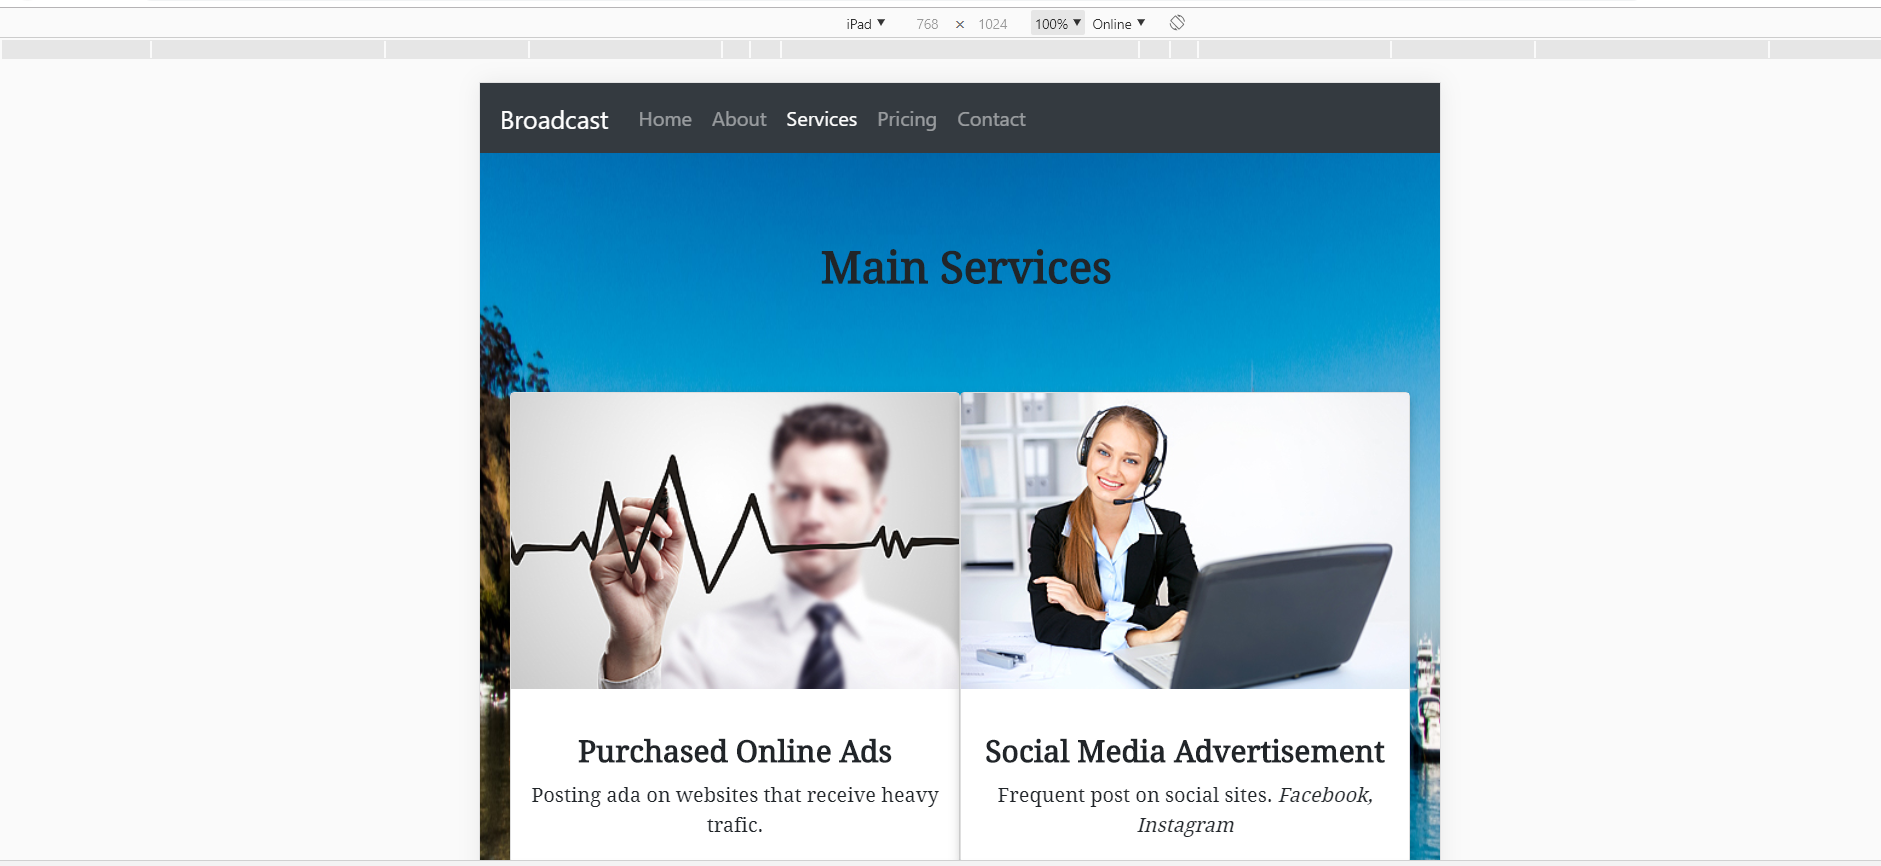 iPad ▼ 768 × 1024 100% ▼ Online ▼
Broadcast Home About Services Pricing Contact
Main Services
Purchased Online Ads
Posting ada on websites that receive heavy
trafic.
Social Media Advertisement
Frequent post on social sites. Facebook,
Instagram